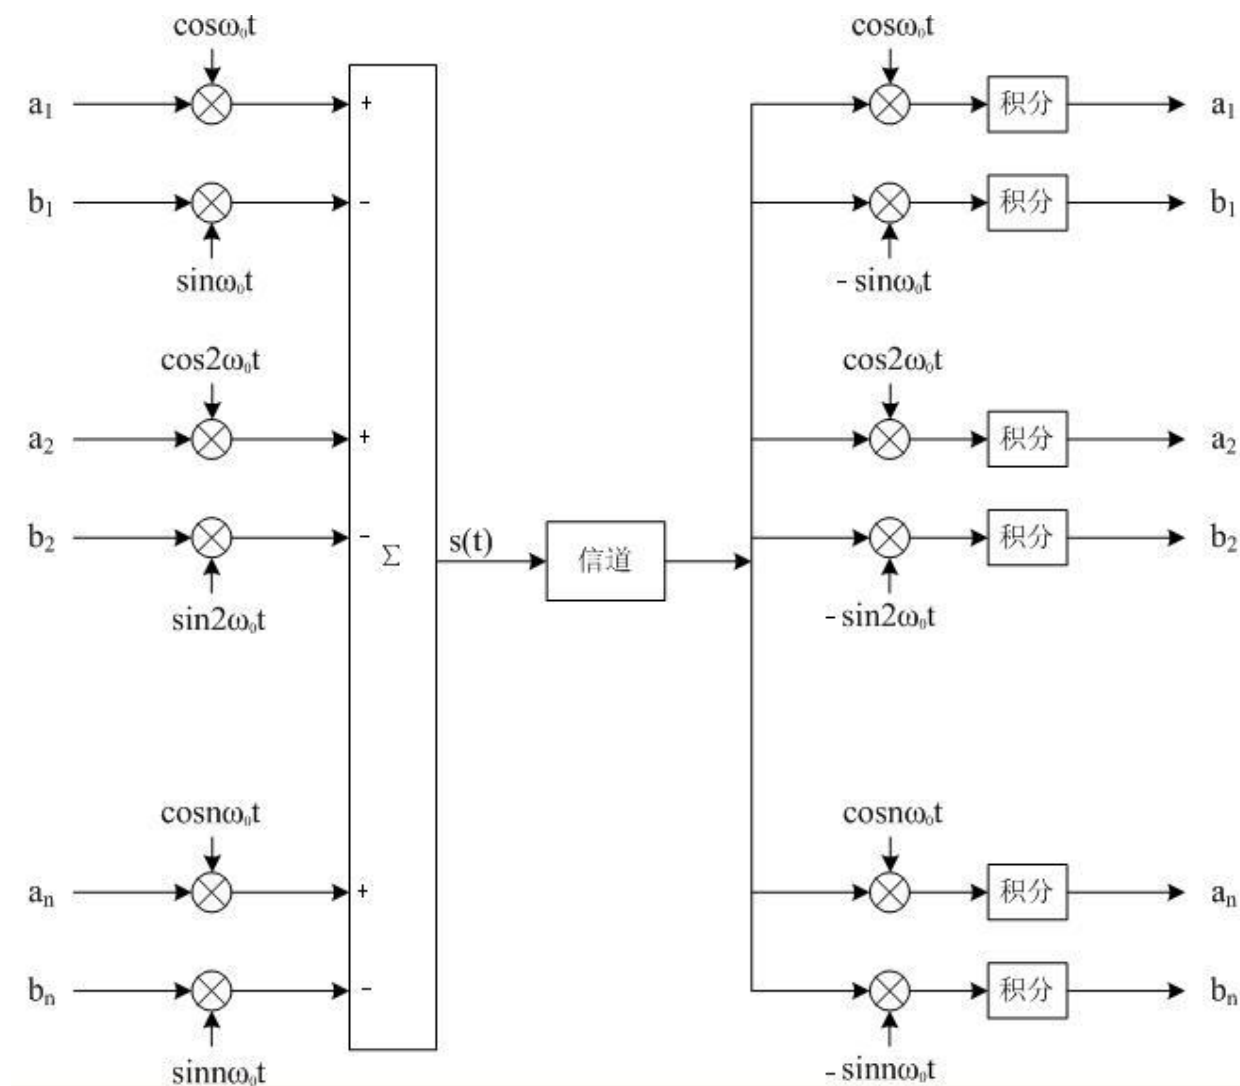 cosω₀t
cosω₀t
a₁
+
积分
a₁
b₁
-
积分
b₁
sinω₀t
- sinω₀t
cos2ω₀t
cos2ω₀t
a₂
+
积分
a₂
b₂
-
积分
b₂
Σ
s(t)
信道
sin2ω₀t
- sin2ω₀t
cosnω₀t
cosnω₀t
aₙ
+
积分
aₙ
bₙ
-
积分
bₙ
sinnω₀t
- sinnω₀t